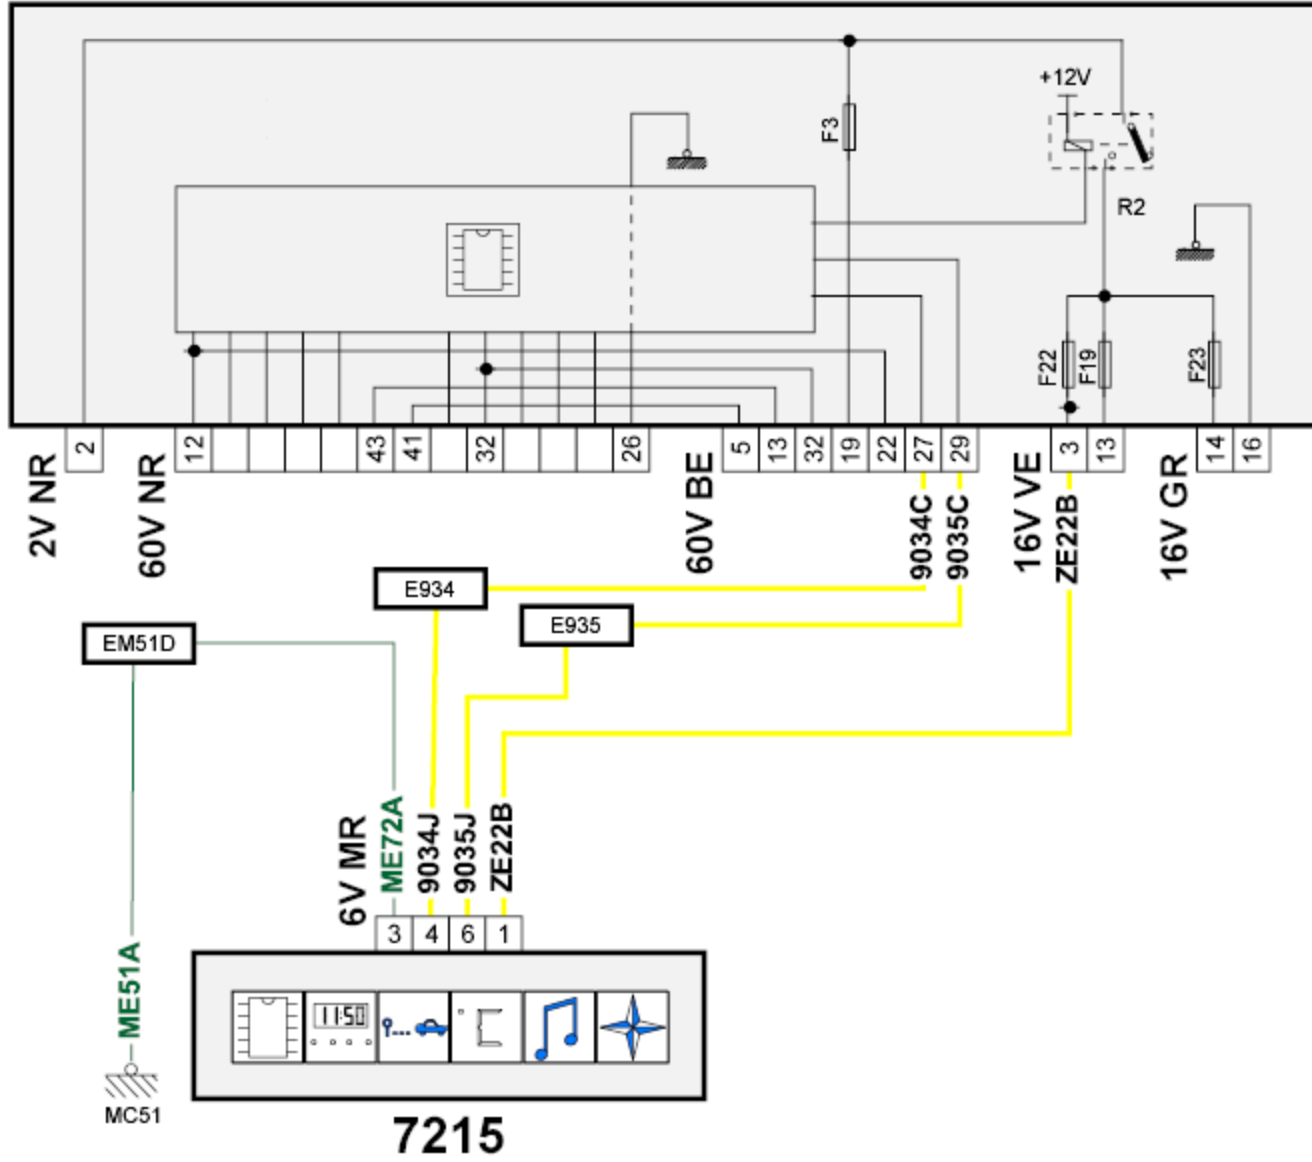 +12V
F3
R2
F22
F19
F23
2V NR
2
60V NR
12
43
41
32
26
60V BE
5
13
32
19
22
27
29
16V VE
3
13
16V GR
14
16
9034C
9035C
ZE22B
E934
E935
EM51D
6V MR
ME72A
9034J
9035J
ZE22B
3
4
6
1
ME51A
MC51
11:50
7215